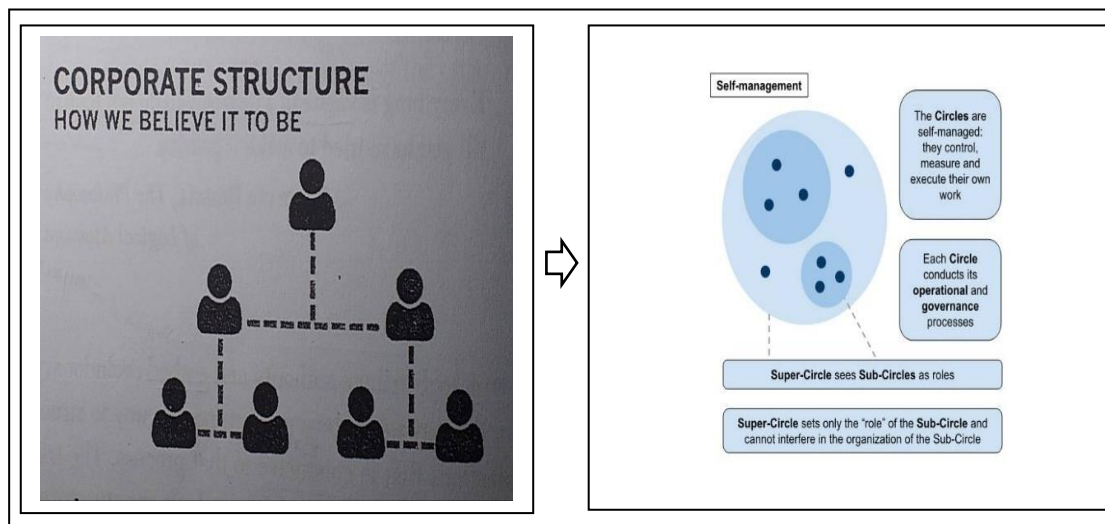 CORPORATE STRUCTURE
HOW WE BELIEVE IT TO BE
Self-management
The Circles are
self-managed:
they control,
measure and
execute their own
work
Each Circle
conducts its
operational and
governance
processes
Super-Circle sees Sub-Circles as roles
Super-Circle sets only the “role” of the Sub-Circle and
cannot interfere in the organization of the Sub-Circle